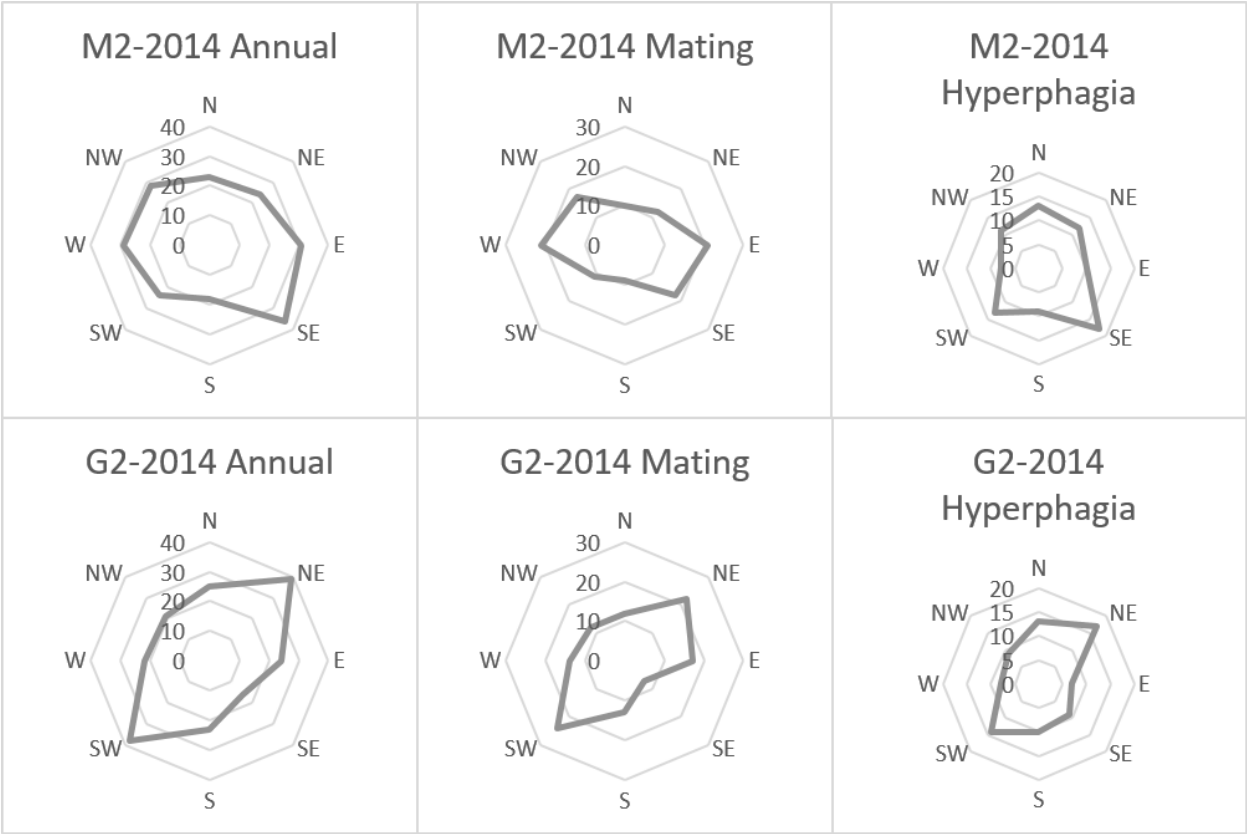 M2-2014 Annual
N
40
NW
30
NE
20
10
W
0
E
SW
SE
S
M2-2014 Mating
N
30
NW
NE
20
10
W
0
E
SW
SE
S
M2-2014
Hyperphagia
N
20
NW
15
NE
10
5
W
0
E
SW
SE
S
G2-2014 Annual
N
40
NW
30
NE
20
10
W
0
E
SW
SE
S
G2-2014 Mating
N
30
NW
NE
20
10
W
0
E
SW
SE
S
G2-2014
Hyperphagia
N
20
NW
15
NE
10
5
W
0
E
SW
SE
S